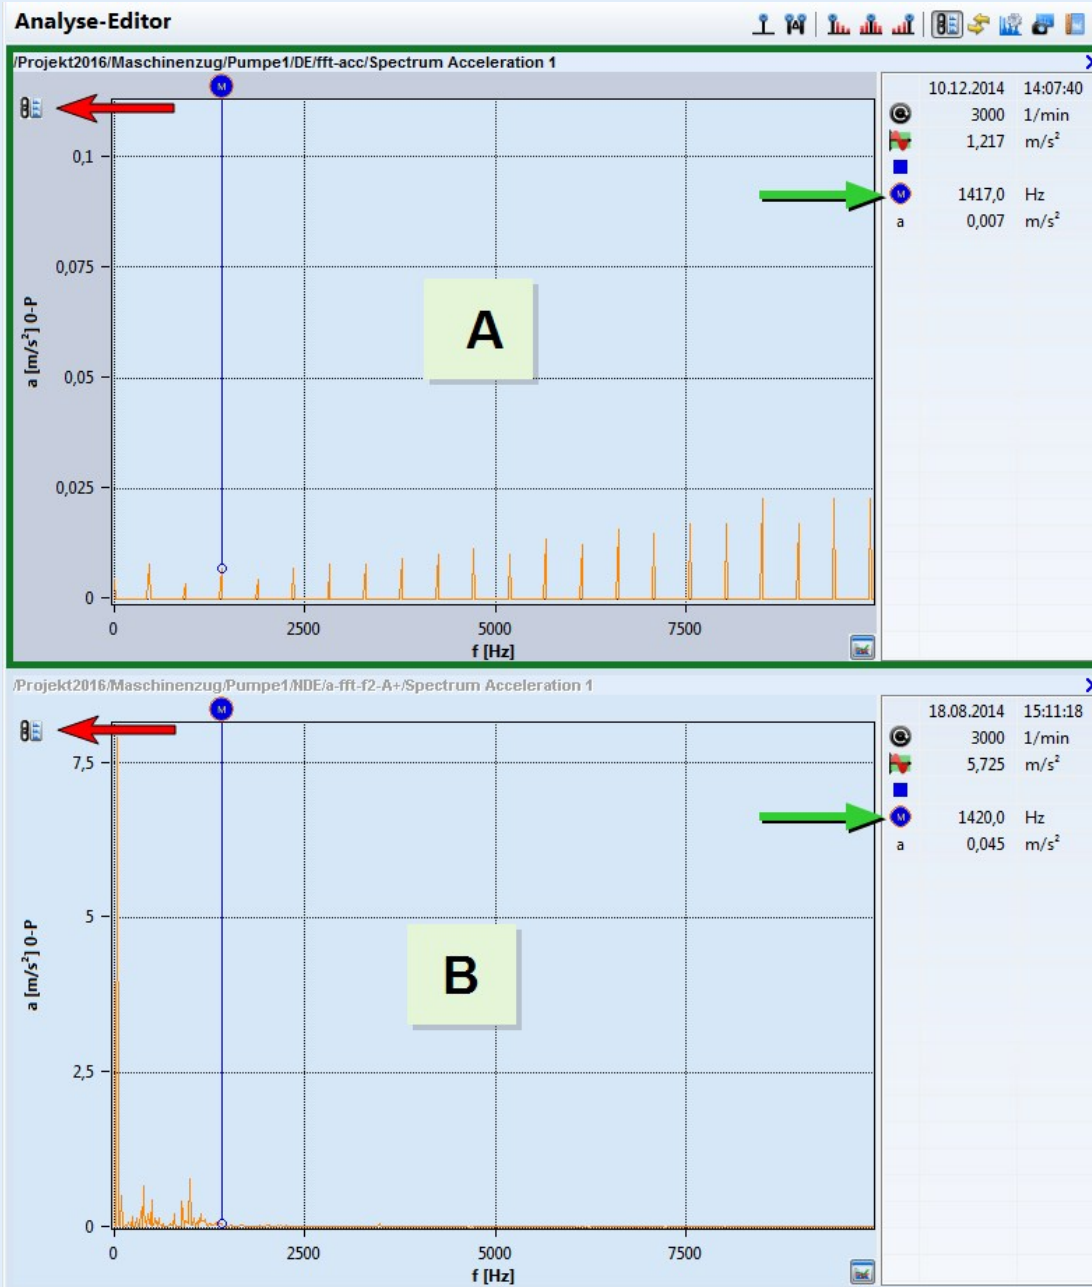 Analyse-Editor
/Projekt2016/Maschinenzug/Pumpe1/DE/fft-acc/Spectrum Acceleration 1
M
10.12.2014 14:07:40
3000 1/min
1,217 m/s²
M 1417,0 Hz
a 0,007 m/s²
a [m/s²] 0-P
0,1
0,075
0,05
0,025
0
A
0 2500 5000 7500
f [Hz]
/Projekt2016/Maschinenzug/Pumpe1/NDE/a-fft-f2-A+/Spectrum Acceleration 1
M
18.08.2014 15:11:18
3000 1/min
5,725 m/s²
M 1420,0 Hz
a 0,045 m/s²
a [m/s²] 0-P
7,5
5
2,5
0
B
0 2500 5000 7500
f [Hz]